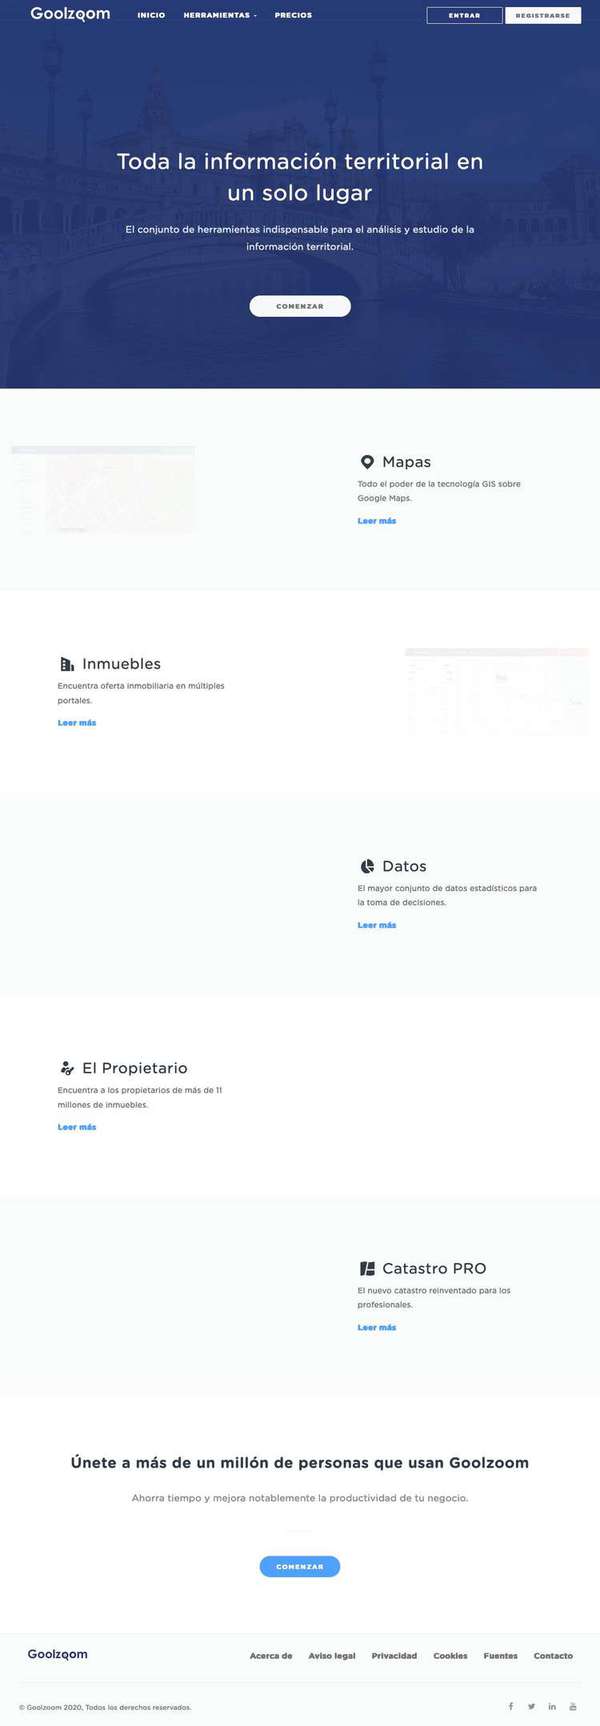 Goolzoom
INICIO
HERRAMIENTAS
PRECIOS
ENTRAR
REGISTRARSE
Toda la información territorial en
un solo lugar
El conjunto de herramientas indispensable para el análisis y estudio de la
información territorial.
COMENZAR
Mapas
Todo el poder de la tecnología GIS sobre
Google Maps.
Leer más
Inmuebles
Encuentra oferta inmobiliaria en múltiples
portales.
Leer más
Datos
El mayor conjunto de datos estadísticos para
la toma de decisiones.
Leer más
El Propietario
Encuentra a los propietarios de más de 11
millones de inmuebles.
Leer más
Catastro PRO
El nuevo catastro reinventado para los
profesionales.
Leer más
Únete a más de un millón de personas que usan Goolzoom
Ahorra tiempo y mejora notablemente la productividad de tu negocio.
COMENZAR
Goolzoom
Acerca de
Aviso legal
Privacidad
Cookies
Fuentes
Contacto
© Goolzoom 2020, Todos los derechos reservados.